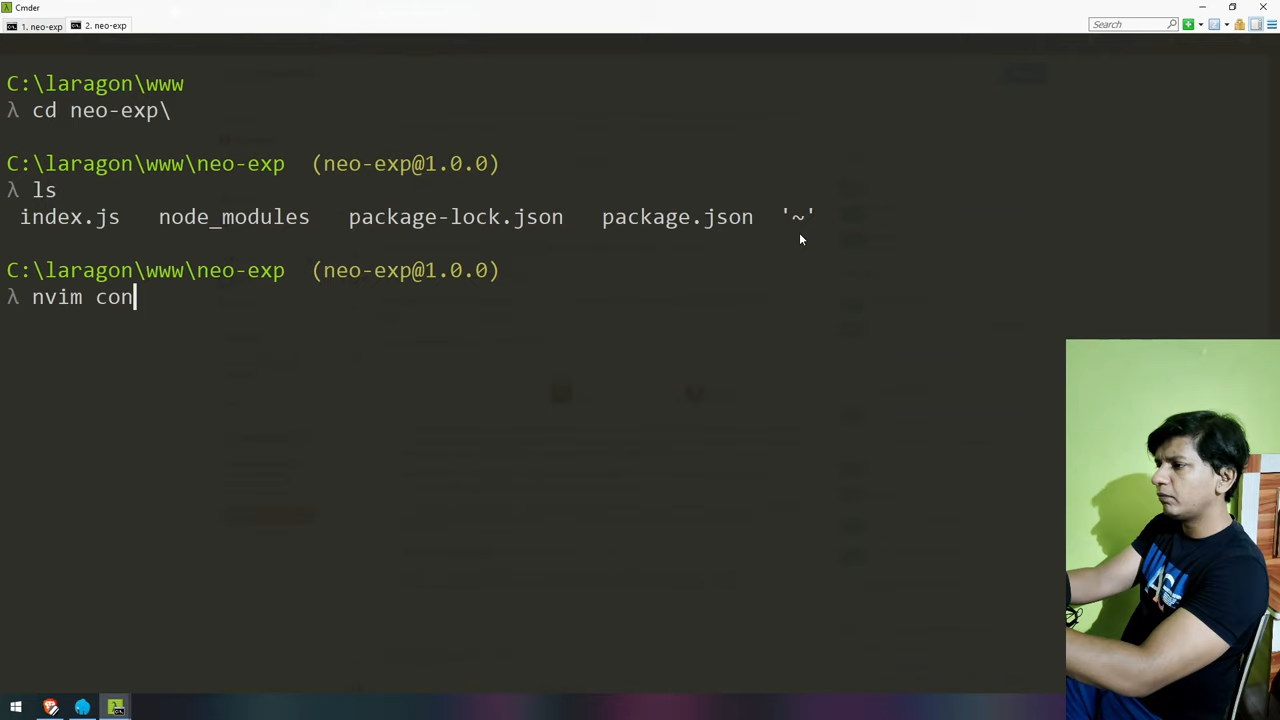 Cmder
1. neo-exp
2. neo-exp
Search
C:\laragon\www
λ cd neo-exp\
C:\laragon\www\neo-exp (neo-exp@1.0.0)
λ ls
index.js node_modules package-lock.json package.json '~'
C:\laragon\www\neo-exp (neo-exp@1.0.0)
λ nvim con